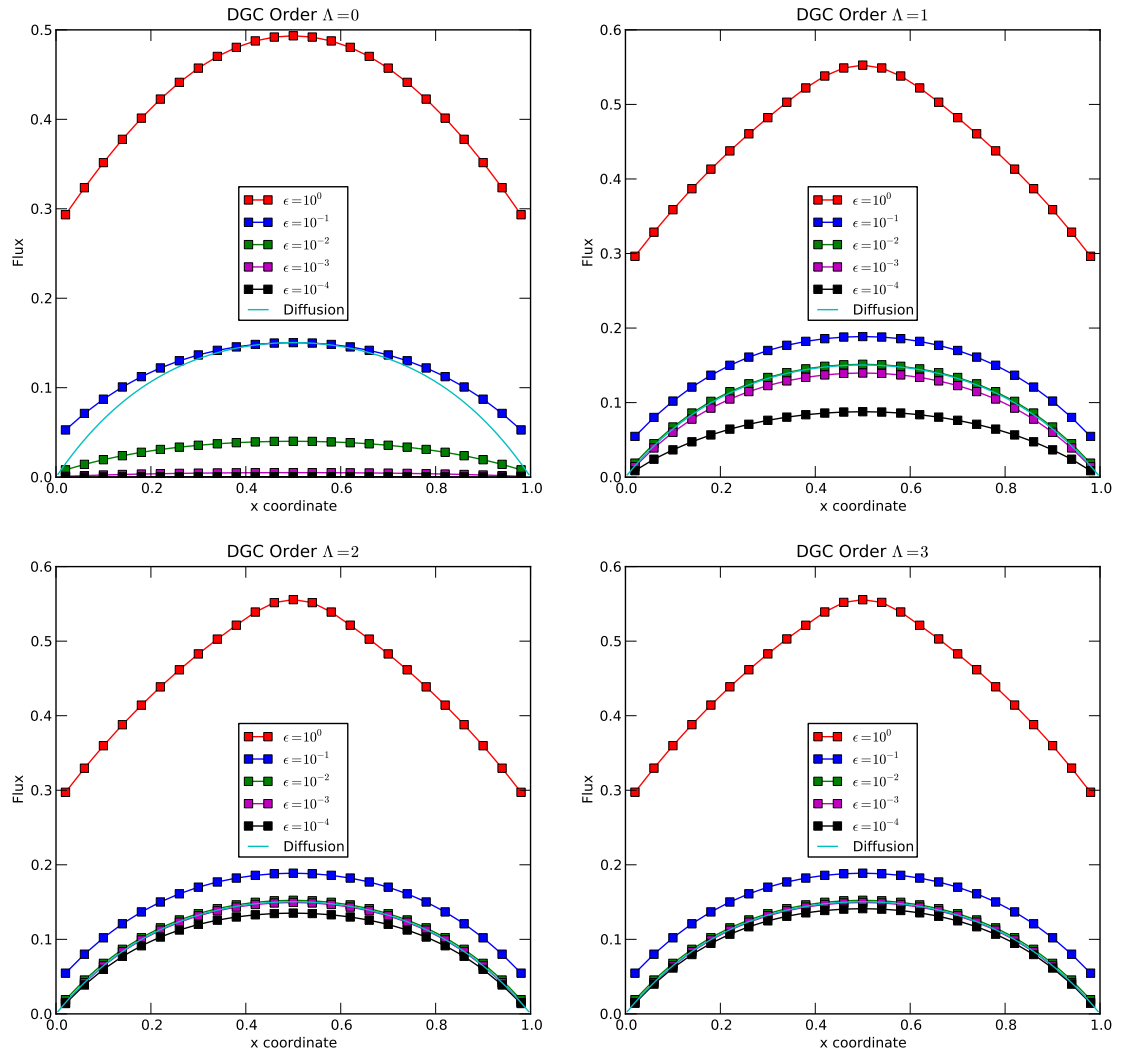 DGC Order Λ=0
0.5
0.4
0.3
0.2
0.1
0.0
Flux
ϵ=10⁰
ϵ=10⁻¹
ϵ=10⁻²
ϵ=10⁻³
ϵ=10⁻⁴
Diffusion
0.0 0.2 0.4 0.6 0.8 1.0
x coordinate
DGC Order Λ=1
0.6
0.5
0.4
0.3
0.2
0.1
0.0
Flux
ϵ=10⁰
ϵ=10⁻¹
ϵ=10⁻²
ϵ=10⁻³
ϵ=10⁻⁴
Diffusion
0.0 0.2 0.4 0.6 0.8 1.0
x coordinate
DGC Order Λ=2
0.6
0.5
0.4
0.3
0.2
0.1
0.0
Flux
ϵ=10⁰
ϵ=10⁻¹
ϵ=10⁻²
ϵ=10⁻³
ϵ=10⁻⁴
Diffusion
0.0 0.2 0.4 0.6 0.8 1.0
x coordinate
DGC Order Λ=3
0.6
0.5
0.4
0.3
0.2
0.1
0.0
Flux
ϵ=10⁰
ϵ=10⁻¹
ϵ=10⁻²
ϵ=10⁻³
ϵ=10⁻⁴
Diffusion
0.0 0.2 0.4 0.6 0.8 1.0
x coordinate